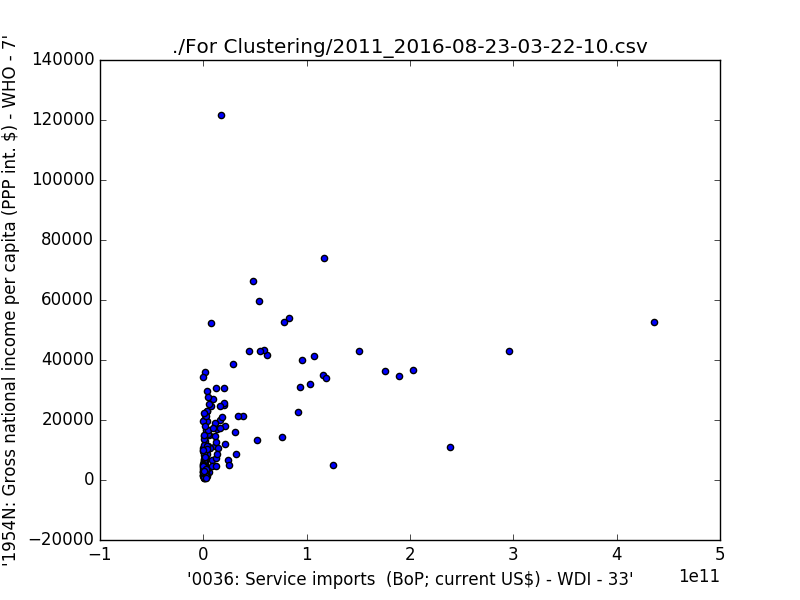 ./For Clustering/2011_2016-08-23-03-22-10.csv
'1954N: Gross national income per capita (PPP int. $) - WHO - 7'
140000
120000
100000
80000
60000
40000
20000
0
−20000
−1 0 1 2 3 4 5
1e11
'0036: Service imports  (BoP; current US$) - WDI - 33'